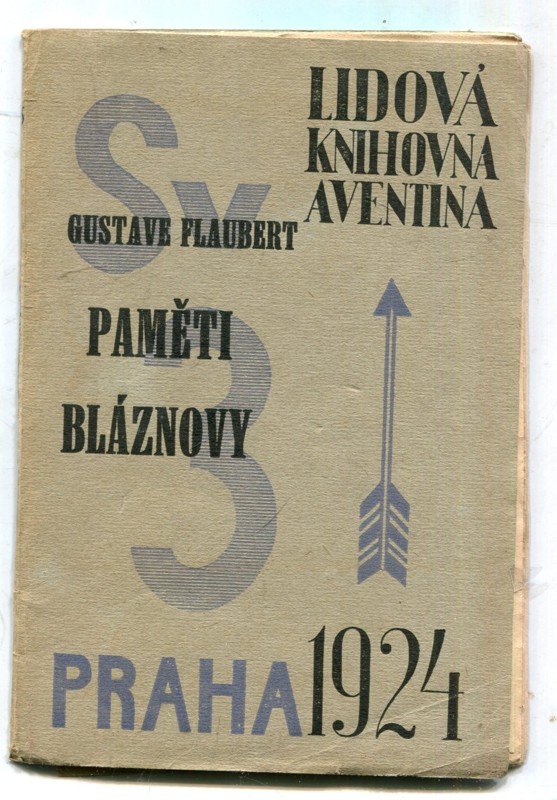 LIDOVÁ
KNIHOVNA
AVENTINA
Sv
GUSTAVE FLAUBERT
PAMĚTI
BLÁZNOVY
3
PRAHA 1924